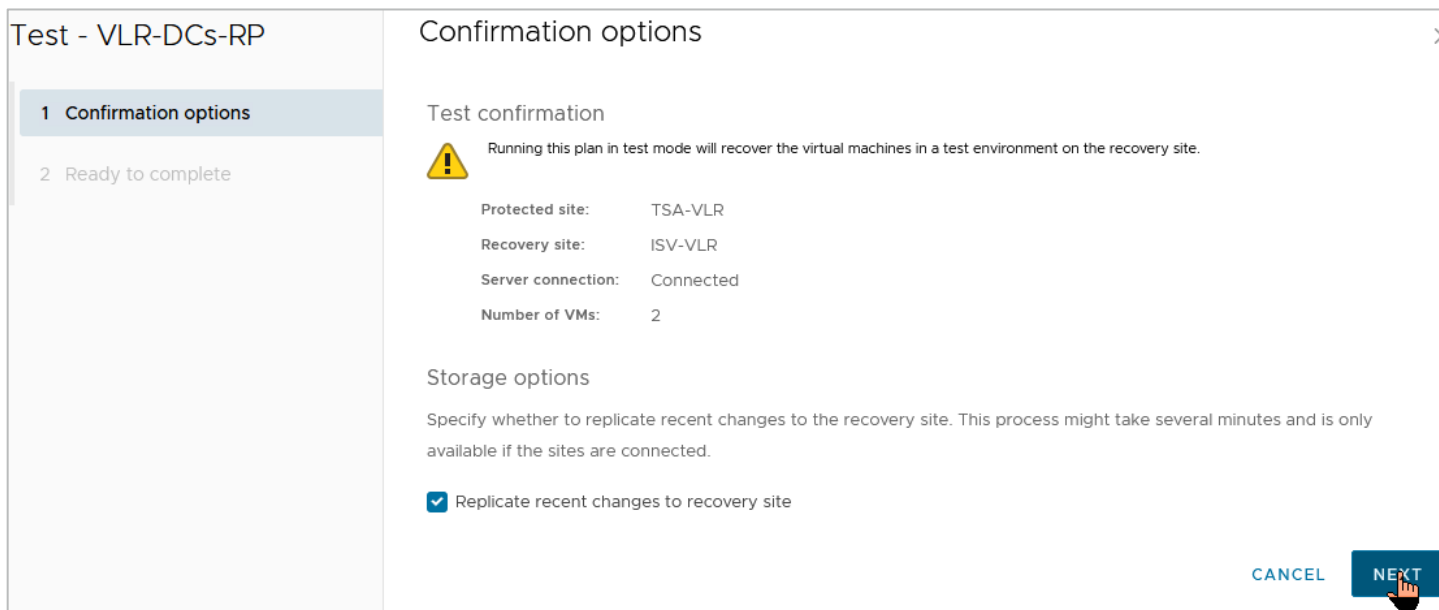 Test - VLR-DCs-RP
1 Confirmation options
2 Ready to complete
Confirmation options
Test confirmation
Running this plan in test mode will recover the virtual machines in a test environment on the recovery site.
Protected site: TSA-VLR
Recovery site: ISV-VLR
Server connection: Connected
Number of VMs: 2
Storage options
Specify whether to replicate recent changes to the recovery site. This process might take several minutes and is only
available if the sites are connected.
Replicate recent changes to recovery site
CANCEL NEXT